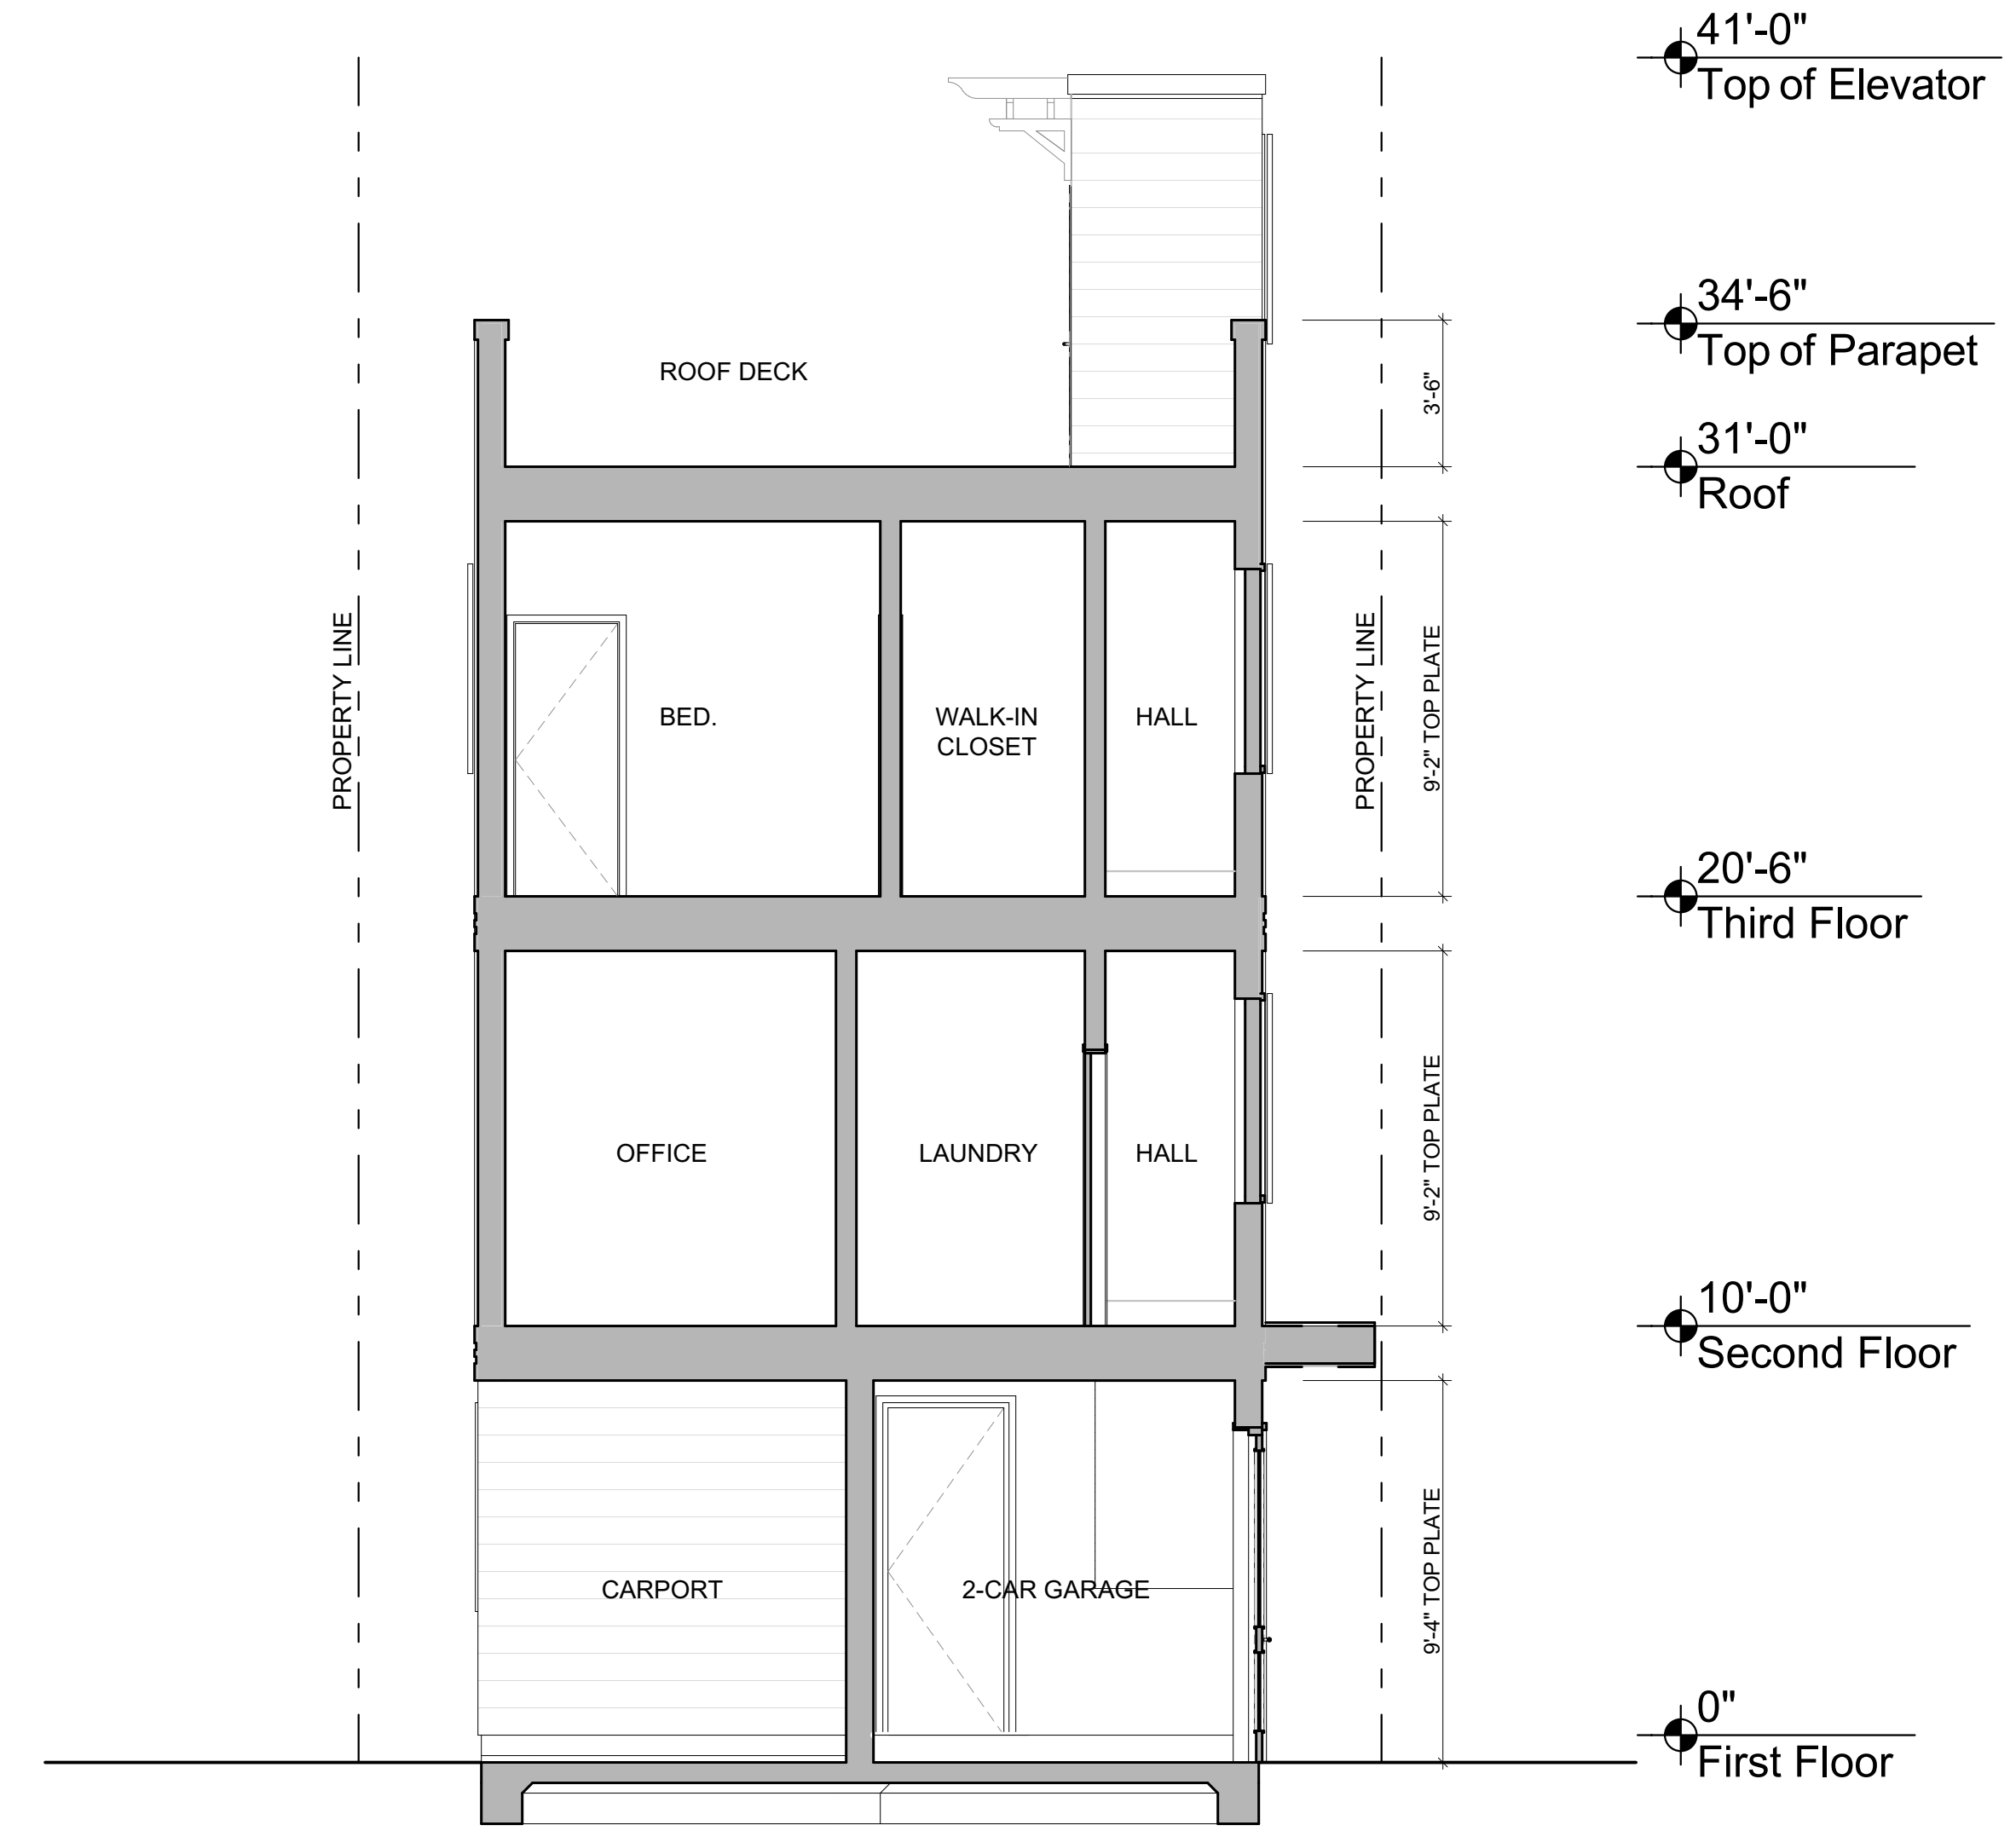 41'-0"
Top of Elevator
34'-6"
Top of Parapet
ROOF DECK
3'-6"
31'-0"
Roof
PROPERTY LINE
BED.
WALK-IN
CLOSET
HALL
PROPERTY LINE
9'-2" TOP PLATE
20'-6"
Third Floor
OFFICE
LAUNDRY
HALL
9'-2" TOP PLATE
10'-0"
Second Floor
CARPORT
2-CAR GARAGE
9'-4" TOP PLATE
0"
First Floor